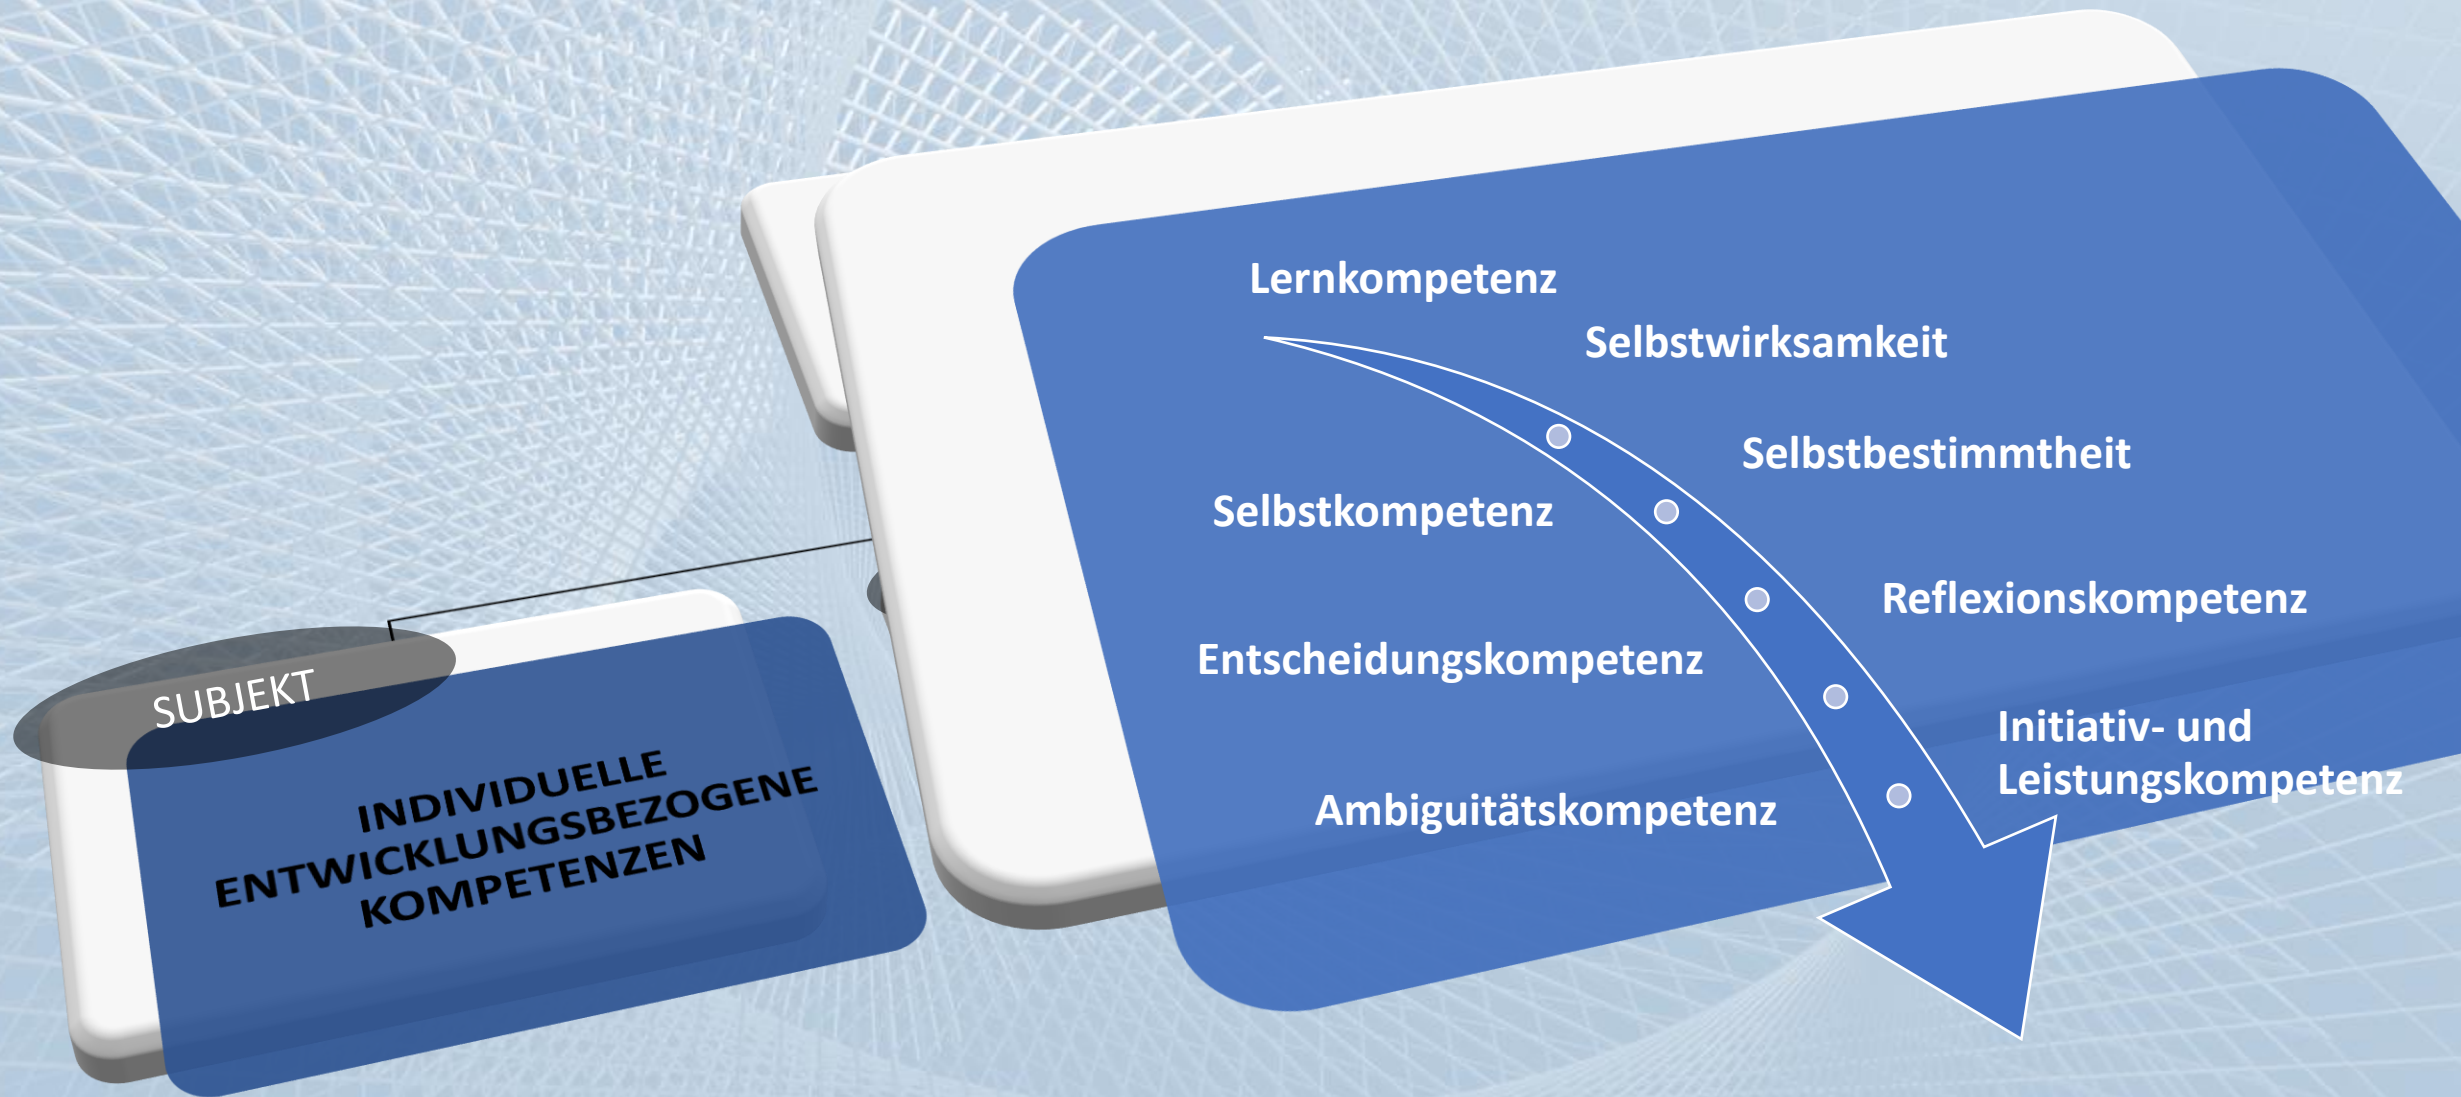 Lernkompetenz
Selbstwirksamkeit
Selbstbestimmtheit
Selbstkompetenz
Reflexionskompetenz
Entscheidungskompetenz
Initiativ- und
Leistungskompetenz
Ambiguitätskompetenz
SUBJEKT
INDIVIDUELLE
ENTWICKLUNGSBEZOGENE
KOMPETENZEN